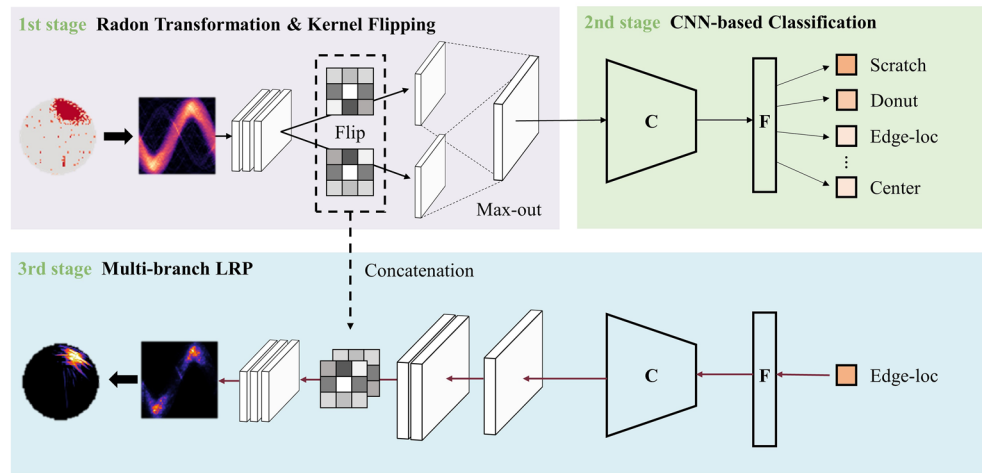 1st stage Radon Transformation & Kernel Flipping
Flip
Max-out
2nd stage CNN-based Classification
C
F
Scratch
Donut
Edge-loc
⋮
Center
3rd stage Multi-branch LRP
Concatenation
C
F
Edge-loc